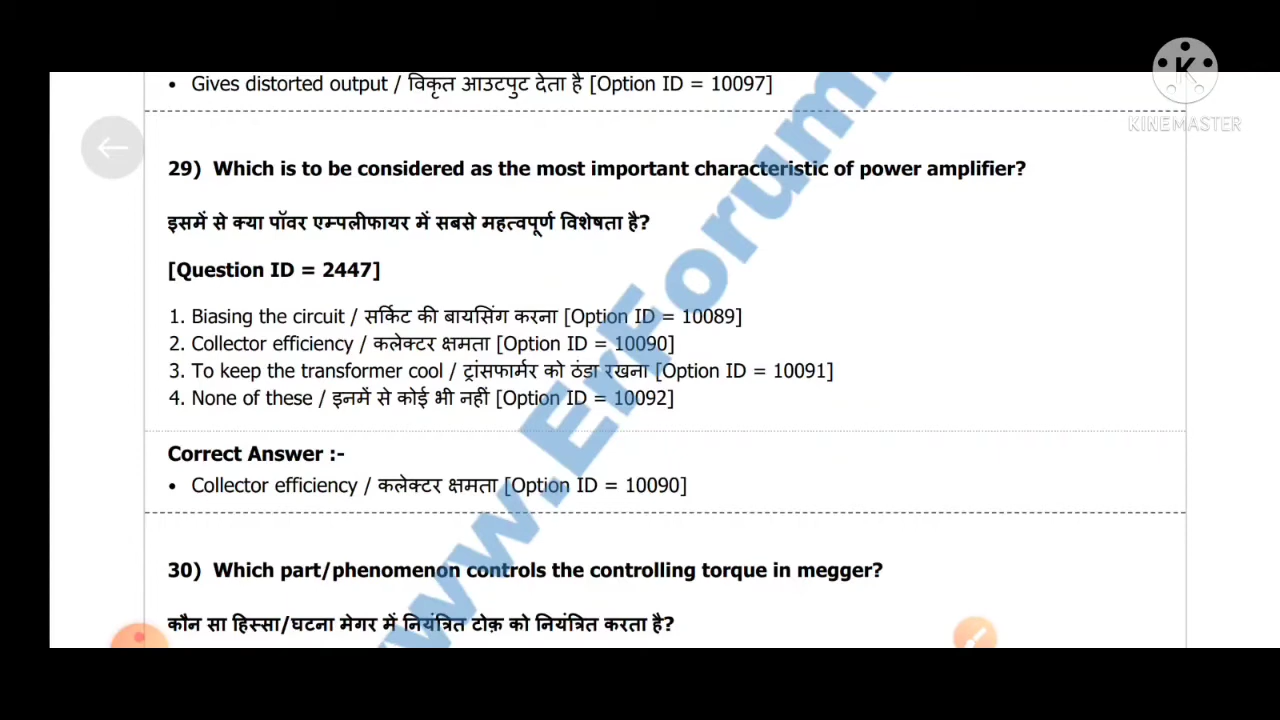 • Gives distorted output / विकृत आउटपुट देता है [Option ID = 10097]
K
KINEMASTER
29) Which is to be considered as the most important characteristic of power amplifier?
इसमें से क्या पॉवर एम्पलीफायर में सबसे महत्वपूर्ण विशेषता है?
[Question ID = 2447]
1. Biasing the circuit / सर्किट की बायसिंग करना [Option ID = 10089]
2. Collector efficiency / कलेक्टर क्षमता [Option ID = 10090]
3. To keep the transformer cool / ट्रांसफार्मर को ठंडा रखना [Option ID = 10091]
4. None of these / इनमें से कोई भी नहीं [Option ID = 10092]
Correct Answer :-
• Collector efficiency / कलेक्टर क्षमता [Option ID = 10090]
30) Which part/phenomenon controls the controlling torque in megger?
कौन सा हिस्सा/घटना मेगर में नियंत्रित टोक़ को नियंत्रित करता है?
www.ErForum.